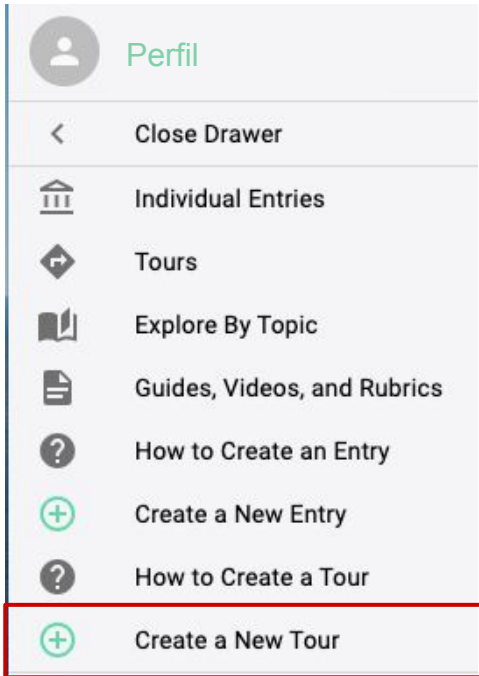 Perfil
Close Drawer
Individual Entries
Tours
Explore By Topic
Guides, Videos, and Rubrics
How to Create an Entry
Create a New Entry
How to Create a Tour
Create a New Tour